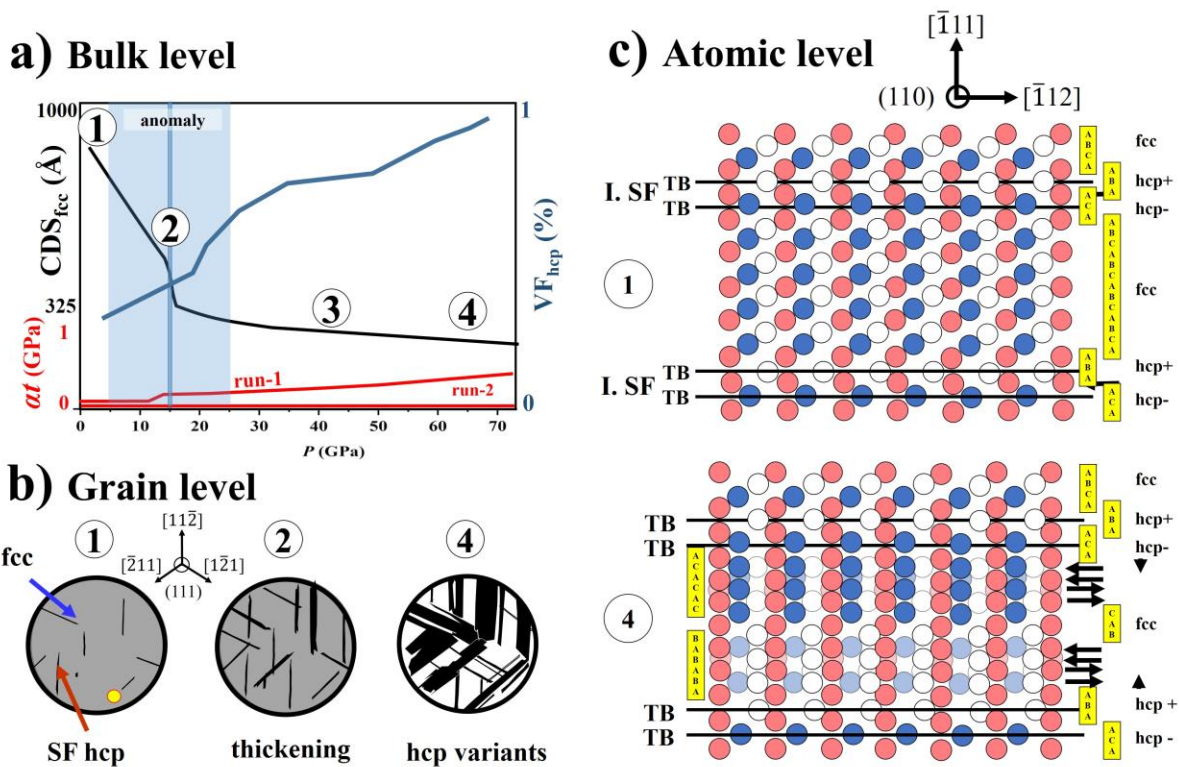 a) Bulk level
1000
anomaly
1
1
2
3
4
CDSfcc (Å)
325
1
αt (GPa)
0
VFhcp (%)
0
run-1
run-2
0 10 20 30 40 50 60 70
P (GPa)
b) Grain level
1
[112̄]
[2̄11]
[12̄1]
(111)
fcc
SF hcp
2
thickening
4
hcp variants
c) Atomic level
[1̄11]
(110)
[1̄12]
ABCA
fcc
I. SF
TB
ABA
hcp+
TB
ACA
hcp-
1
ABCABCABCABCA
fcc
I. SF
TB
ABA
hcp+
TB
ACA
hcp-
ABCA
fcc
TB
ABA
hcp+
TB
ACA
hcp-
ACACAC
4
CAB
fcc
BABABA
TB
ABA
hcp +
TB
ACA
hcp -